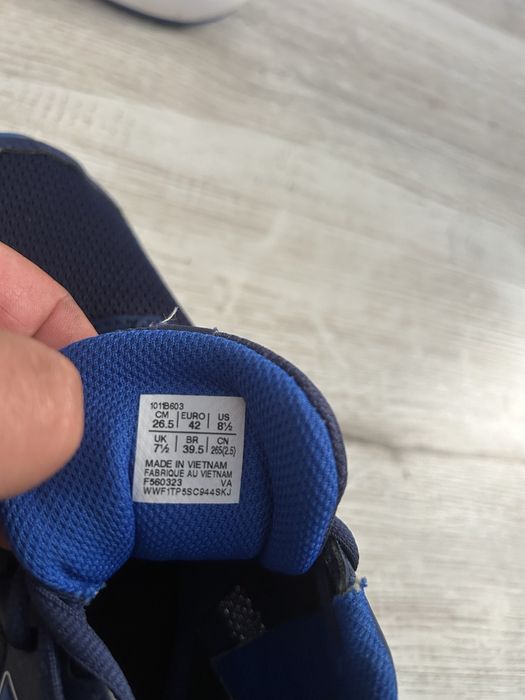 1011B603
CM EURO US
26.5 42 8½
UK BR CN
7½ 39.5 265(2.5)
MADE IN VIETNAM
FABRIQUE AU VIETNAM
F560323 VA
WWF1TP5SC944SKJ